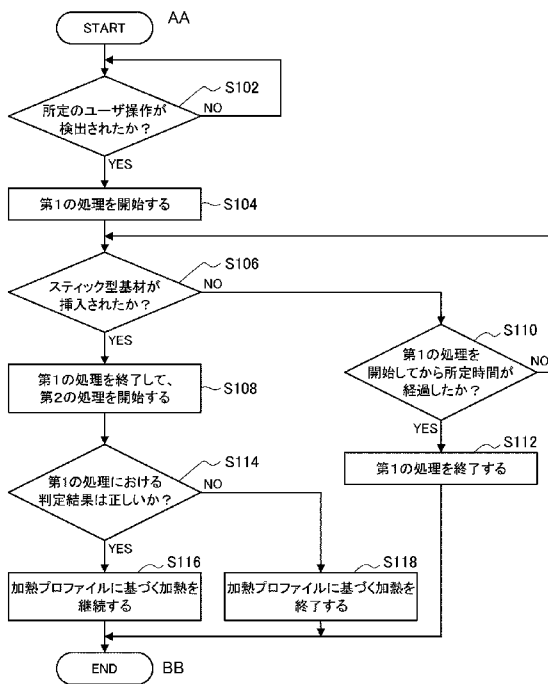 START
AA
S102
所定のユーザ操作が
検出されたか？
NO
YES
第1の処理を開始する
S104
S106
スティック型基材が
挿入されたか？
NO
YES
S110
第1の処理を
開始してから所定時間が
経過したか？
NO
YES
第1の処理を終了して、
第2の処理を開始する
S108
S112
第1の処理を終了する
S114
第1の処理における
判定結果は正しいか？
NO
YES
S116
加熱プロファイルに基づく加熱を
継続する
S118
加熱プロファイルに基づく加熱を
終了する
END
BB